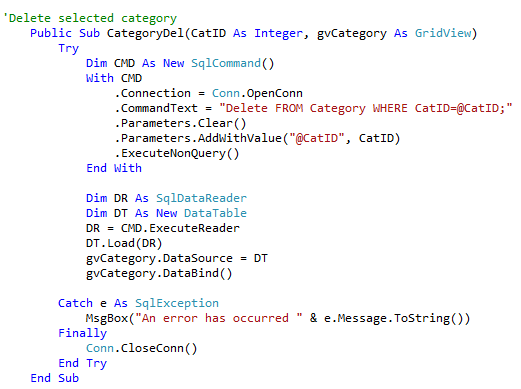 'Delete selected category
Public Sub CategoryDel(CatID As Integer, gvCategory As GridView)
Try
Dim CMD As New SqlCommand()
With CMD
.Connection = Conn.OpenConn
.CommandText = "Delete FROM Category WHERE CatID=@CatID;"
.Parameters.Clear()
.Parameters.AddWithValue("@CatID", CatID)
.ExecuteNonQuery()
End With
Dim DR As SqlDataReader
Dim DT As New DataTable
DR = CMD.ExecuteReader
DT.Load(DR)
gvCategory.DataSource = DT
gvCategory.DataBind()
Catch e As SqlException
MsgBox("An error has occurred " & e.Message.ToString())
Finally
Conn.CloseConn()
End Try
End Sub